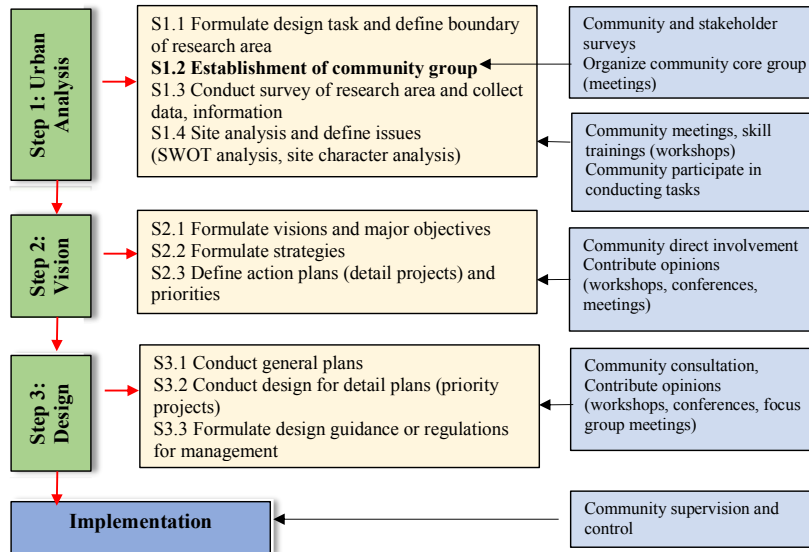 Step 1: Urban
Analysis
S1.1 Formulate design task and define boundary
of research area
S1.2 Establishment of community group
S1.3 Conduct survey of research area and collect
data, information
S1.4 Site analysis and define issues
(SWOT analysis, site character analysis)
Community and stakeholder
surveys
Organize community core group
(meetings)
Community meetings, skill
trainings (workshops)
Community participate in
conducting tasks
Step 2:
Vision
S2.1 Formulate visions and major objectives
S2.2 Formulate strategies
S2.3 Define action plans (detail projects) and
priorities
Community direct involvement
Contribute opinions
(workshops, conferences,
meetings)
Step 3:
Design
S3.1 Conduct general plans
S3.2 Conduct design for detail plans (priority
projects)
S3.3 Formulate design guidance or regulations
for management
Community consultation,
Contribute opinions
(workshops, conferences, focus
group meetings)
Implementation
Community supervision and
control